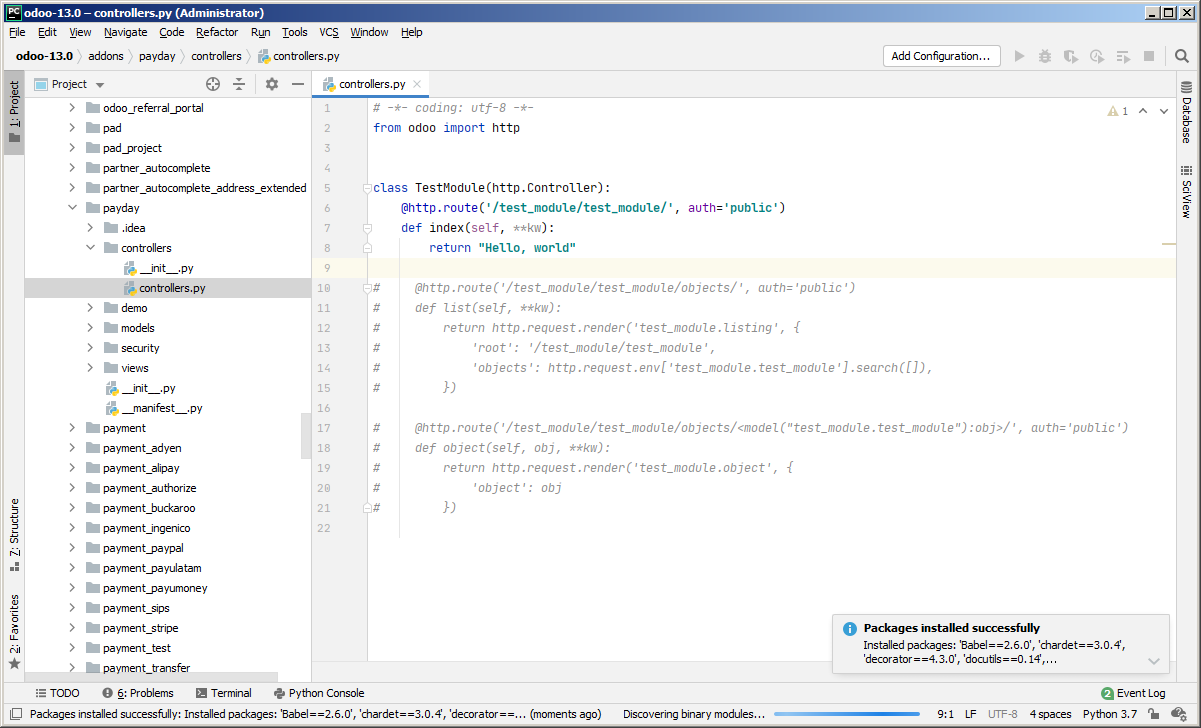 PC odoo-13.0 – controllers.py (Administrator)
File Edit View Navigate Code Refactor Run Tools VCS Window Help
odoo-13.0 addons payday controllers controllers.py Add Configuration...
1: Project
7: Structure
2: Favorites
Project
odoo_referral_portal
pad
pad_project
partner_autocomplete
partner_autocomplete_address_extended
payday
.idea
controllers
__init__.py
controllers.py
demo
models
security
views
__init__.py
__manifest__.py
payment
payment_adyen
payment_alipay
payment_authorize
payment_buckaroo
payment_ingenico
payment_paypal
payment_payulatam
payment_payumoney
payment_sips
payment_stripe
payment_test
payment_transfer
controllers.py
1 # -*- coding: utf-8 -*-
2 from odoo import http
3
4
5 class TestModule(http.Controller):
6 @http.route('/test_module/test_module/', auth='public')
7 def index(self, **kw):
8 return "Hello, world"
9
10 # @http.route('/test_module/test_module/objects/', auth='public')
11 # def list(self, **kw):
12 # return http.request.render('test_module.listing', {
13 # 'root': '/test_module/test_module',
14 # 'objects': http.request.env['test_module.test_module'].search([]),
15 # })
16
17 # @http.route('/test_module/test_module/objects/<model("test_module.test_module"):obj>/', auth='public')
18 # def object(self, obj, **kw):
19 # return http.request.render('test_module.object', {
20 # 'object': obj
21 # })
22
1
Database
SciView
Packages installed successfully
Installed packages: 'Babel==2.6.0', 'chardet==3.0.4',
'decorator==4.3.0', 'docutils==0.14',...
TODO 6: Problems Terminal Python Console 2 Event Log
Packages installed successfully: Installed packages: 'Babel==2.6.0', 'chardet==3.0.4', 'decorator==... (moments ago) Discovering binary modules... 9:1 LF UTF-8 4 spaces Python 3.7